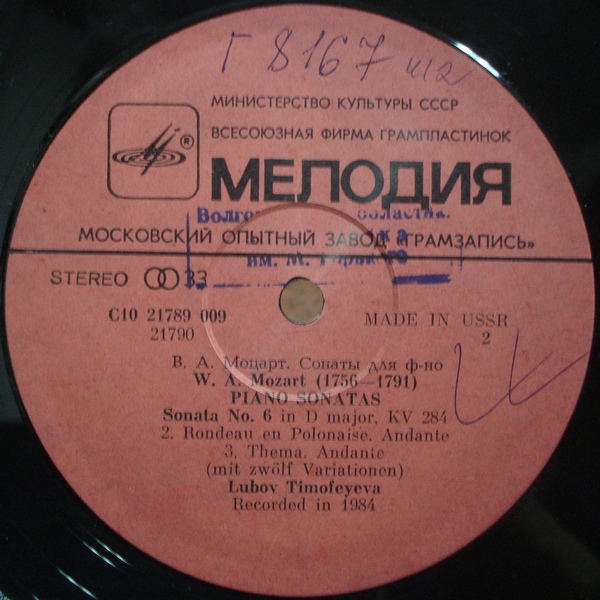 Г 8167
МИНИСТЕРСТВО КУЛЬТУРЫ СССР
ВСЕСОЮЗНАЯ ФИРМА ГРАМПЛАСТИНОК
®
МЕЛОДИЯ
МОСКОВСКИЙ ОПЫТНЫЙ ЗАВОД «ГРАМЗАПИСЬ»
им. М.
STEREO 33
С10 21789 009
21790
MADE IN USSR
2
В. А. Моцарт. Сонаты для ф-но
W. A. Mozart (1756—1791)
PIANO SONATAS
Sonata No. 6 in D major, KV 284
2. Rondeau en Polonaise. Andante
3. Thema. Andante
(mit zwölf Variationen)
Lubov Timofeyeva
Recorded in 1984